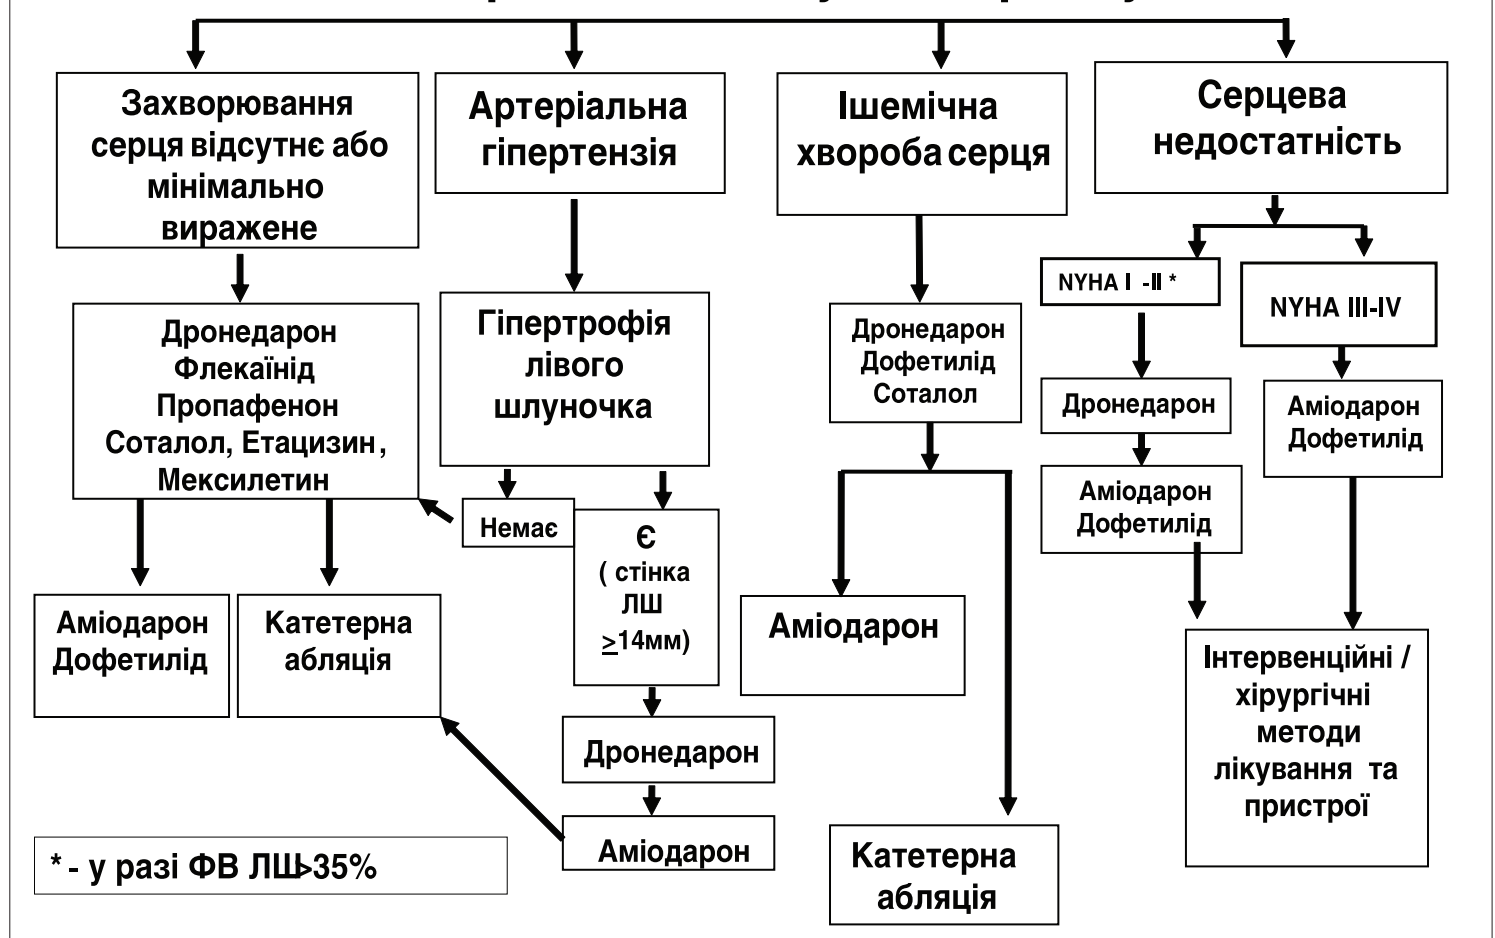 Захворювання
серця відсутнє або
мінімально
виражене
Артеріальна
гіпертензія
Ішемічна
хвороба серця
Серцева
недостатність
Дронедарон
Флекаїнід
Пропафенон
Соталол, Етацизин,
Мексилетин
Гіпертрофія
лівого
шлуночка
Дронедарон
Дофетилід
Соталол
NYHA I -II *
NYHA III-IV
Дронедарон
Аміодарон
Дофетилід
Аміодарон
Дофетилід
Немає
Є
( стінка
ЛШ
≥14мм)
Аміодарон
Дофетилід
Катетерна
абляція
Дронедарон
Аміодарон
Аміодарон
Катетерна
абляція
Інтервенційні /
хірургічні
методи
лікування та
пристрої
* - у разі ФВ ЛШ>35%